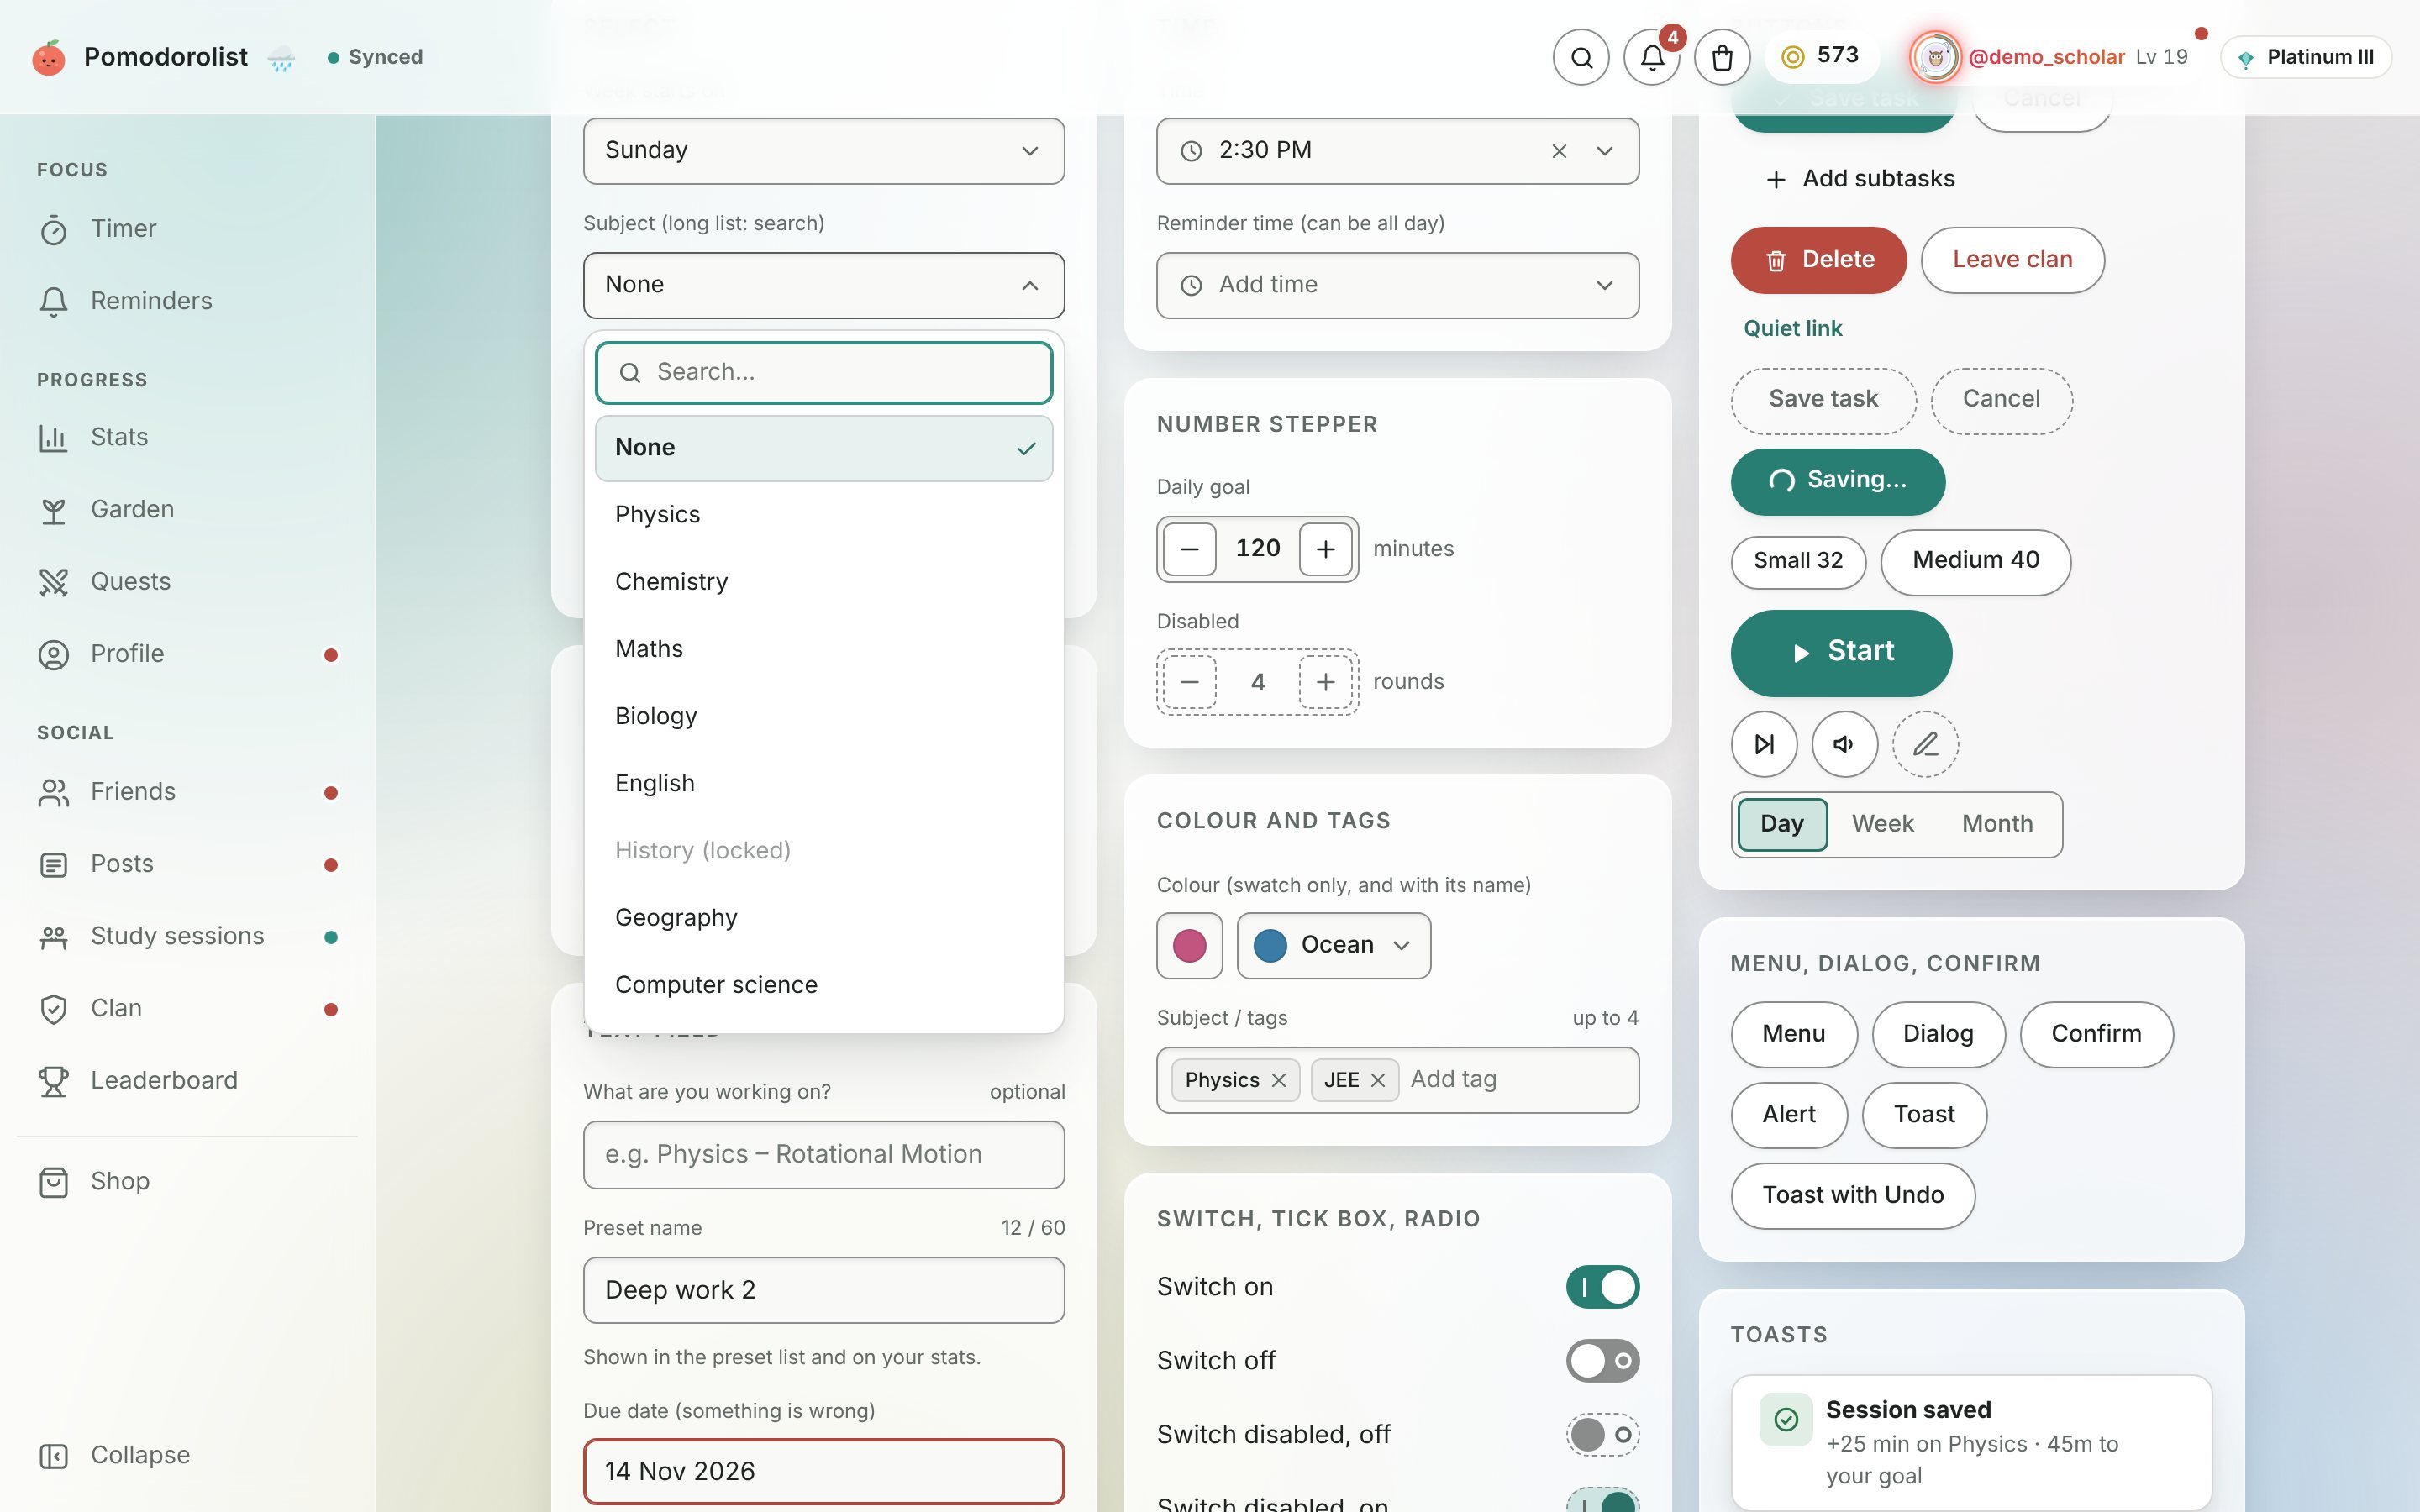 Pomodorolist
Synced
4
573
@demo_scholar Lv 19
Platinum III
FOCUS
Timer
Reminders
PROGRESS
Stats
Garden
Quests
Profile
SOCIAL
Friends
Posts
Study sessions
Clan
Leaderboard
Shop
Collapse
Sunday
Subject (long list: search)
None
Search...
None
Physics
Chemistry
Maths
Biology
English
History (locked)
Geography
Computer science
What are you working on? optional
e.g. Physics – Rotational Motion
Preset name 12 / 60
Deep work 2
Shown in the preset list and on your stats.
Due date (something is wrong)
14 Nov 2026
2:30 PM
Reminder time (can be all day)
Add time
NUMBER STEPPER
Daily goal
120 minutes
Disabled
4 rounds
COLOUR AND TAGS
Colour (swatch only, and with its name)
Ocean
Subject / tags up to 4
Physics JEE Add tag
SWITCH, TICK BOX, RADIO
Switch on
Switch off
Switch disabled, off
Switch disabled, on
Save task Cancel
Add subtasks
Delete Leave clan
Quiet link
Save task Cancel
Saving...
Small 32 Medium 40
Start
Day Week Month
MENU, DIALOG, CONFIRM
Menu Dialog Confirm
Alert Toast
Toast with Undo
TOASTS
Session saved
+25 min on Physics · 45m to
your goal